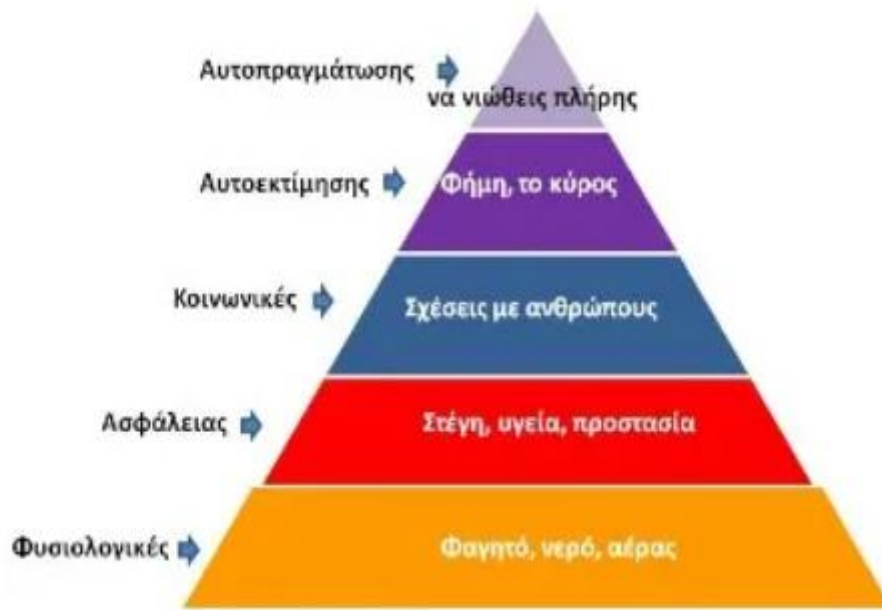 Αυτοπραγμάτωσης
να νιώθεις πλήρης
Αυτοεκτίμησης
Φήμη, το κύρος
Κοινωνικές
Σχέσεις με ανθρώπους
Ασφάλειας
Στέγη, υγεία, προστασία
Φυσιολογικές
Φαγητό, νερό, αέρας